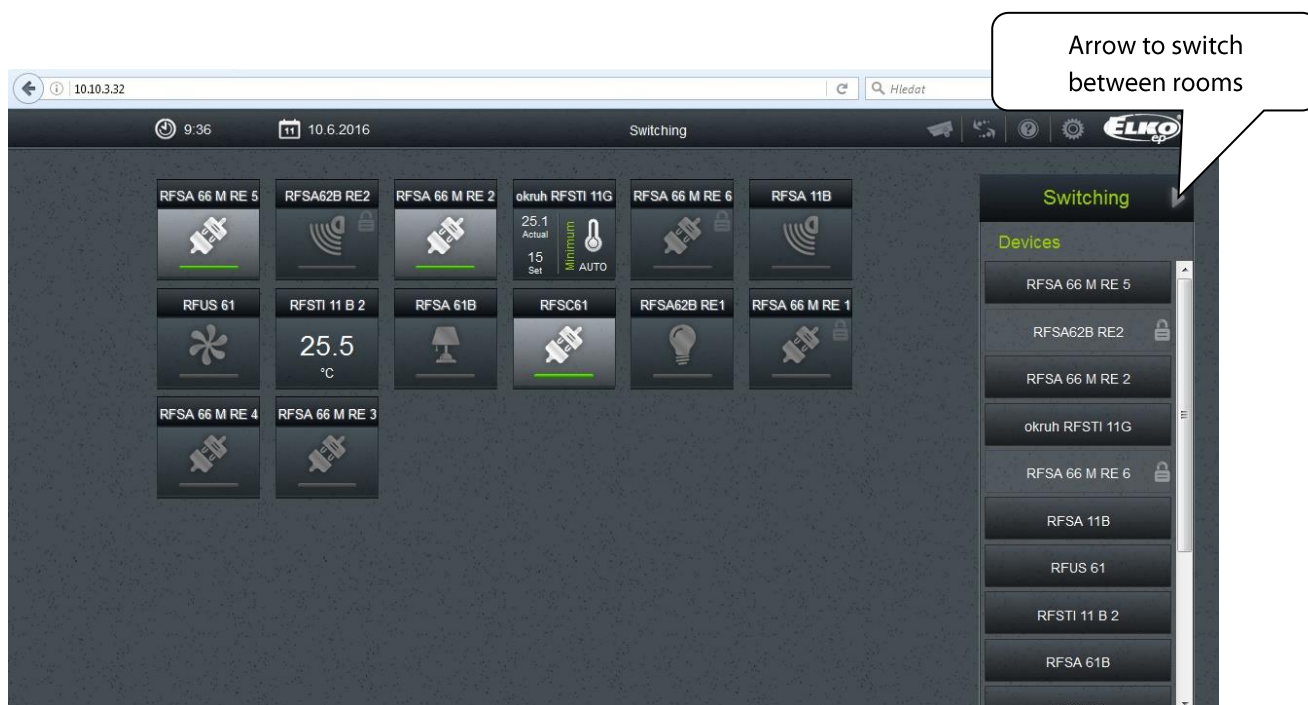 Arrow to switch
between rooms
10.10.3.32
Hledat
9:36
11 10.6.2016
Switching
ELKO
ep
RFSA 66 M RE 5
RFSA62B RE2
RFSA 66 M RE 2
okruh RFSTI 11G
RFSA 66 M RE 6
RFSA 11B
25.1
Actual
15
Set
Minimum
AUTO
RFUS 61
RFSTI 11 B 2
RFSA 61B
RFSC61
RFSA62B RE1
RFSA 66 M RE 1
25.5
°C
RFSA 66 M RE 4
RFSA 66 M RE 3
Switching
Devices
RFSA 66 M RE 5
RFSA62B RE2
RFSA 66 M RE 2
okruh RFSTI 11G
RFSA 66 M RE 6
RFSA 11B
RFUS 61
RFSTI 11 B 2
RFSA 61B